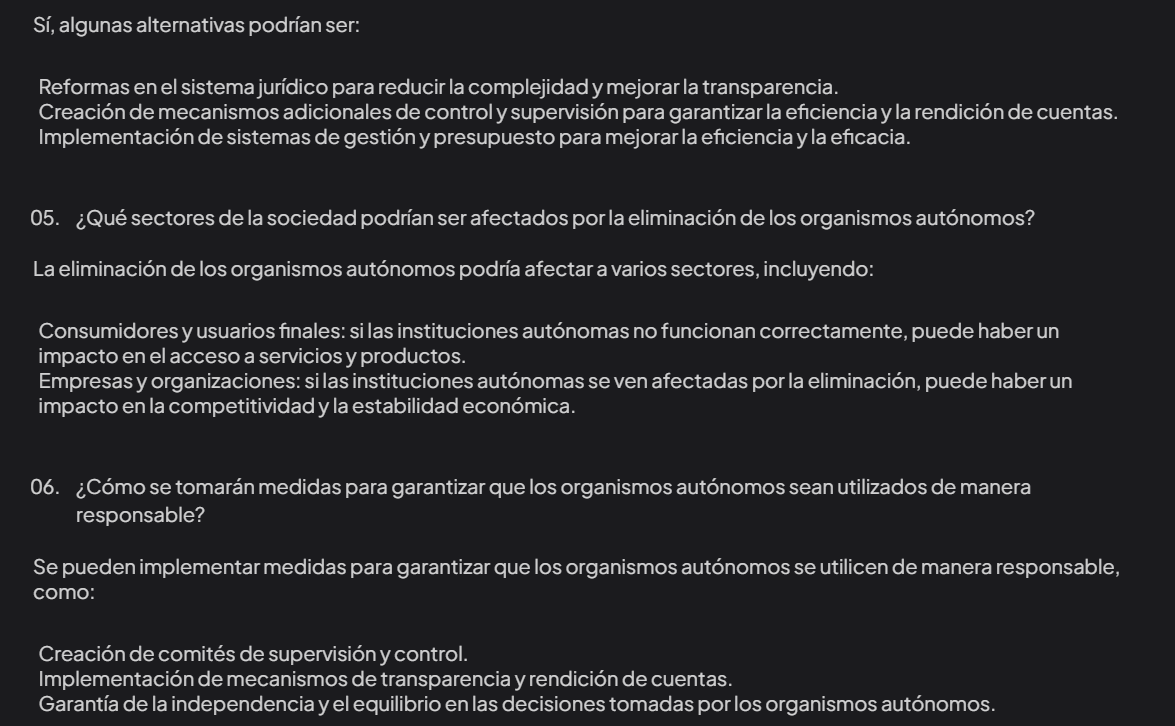 Sí, algunas alternativas podrían ser:
Reformas en el sistema jurídico para reducir la complejidad y mejorar la transparencia.
Creación de mecanismos adicionales de control y supervisión para garantizar la eficiencia y la rendición de cuentas.
Implementación de sistemas de gestión y presupuesto para mejorar la eficiencia y la eficacia.
05. ¿Qué sectores de la sociedad podrían ser afectados por la eliminación de los organismos autónomos?
La eliminación de los organismos autónomos podría afectar a varios sectores, incluyendo:
Consumidores y usuarios finales: si las instituciones autónomas no funcionan correctamente, puede haber un
impacto en el acceso a servicios y productos.
Empresas y organizaciones: si las instituciones autónomas se ven afectadas por la eliminación, puede haber un
impacto en la competitividad y la estabilidad económica.
06. ¿Cómo se tomarán medidas para garantizar que los organismos autónomos sean utilizados de manera
responsable?
Se pueden implementar medidas para garantizar que los organismos autónomos se utilicen de manera responsable,
como:
Creación de comités de supervisión y control.
Implementación de mecanismos de transparencia y rendición de cuentas.
Garantía de la independencia y el equilibrio en las decisiones tomadas por los organismos autónomos.